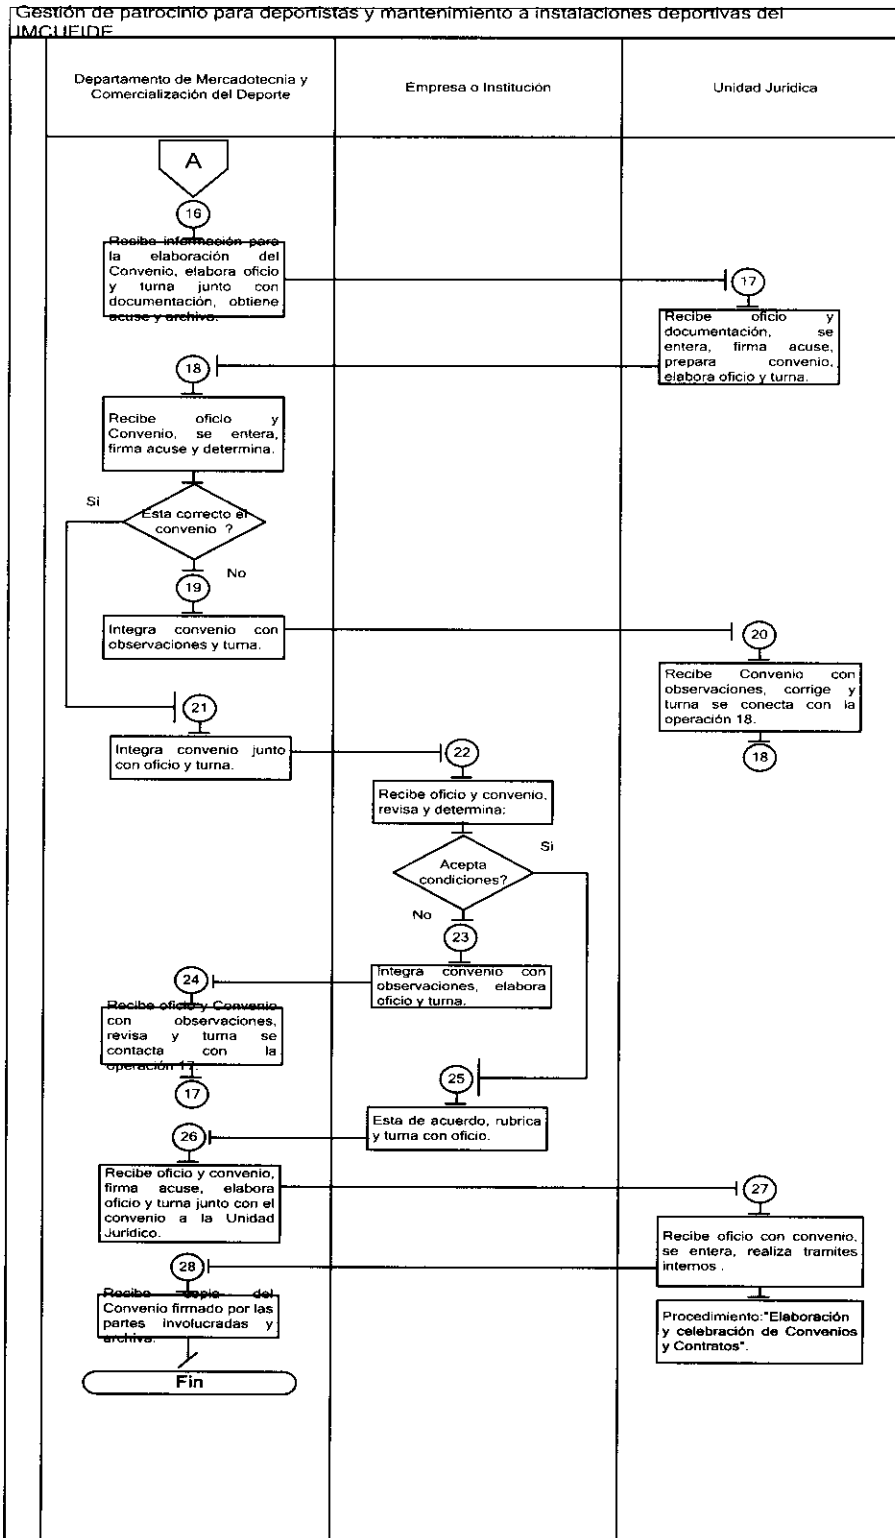 Gestión de patrocinio para deportistas y mantenimiento a instalaciones deportivas del
IMCUFIDE
Departamento de Mercadotecnia y
Comercialización del Deporte
Empresa o Institución
Unidad Jurídica
A
16
Recibe información para
la elaboración del
Convenio, elabora oficio
y turna junto con
documentación, obtiene
acuse y archiva.
17
Recibe oficio y
documentación, se
entera, firma acuse,
prepara convenio,
elabora oficio y turna.
18
Recibe oficio y
Convenio, se entera,
firma acuse y determina.
Si
Esta correcto el
convenio ?
No
19
Integra convenio con
observaciones y turna.
20
Recibe Convenio con
observaciones, corrige y
turna se conecta con la
operación 18.
18
21
Integra convenio junto
con oficio y turna.
22
Recibe oficio y convenio,
revisa y determina:
Si
Acepta
condiciones?
No
23
Integra convenio con
observaciones, elabora
oficio y turna.
24
Recibe oficio y Convenio
con observaciones,
revisa y turna se
contacta con la
operación 17.
17
25
Esta de acuerdo, rubrica
y turna con oficio.
26
Recibe oficio y convenio,
firma acuse, elabora
oficio y turna junto con el
convenio a la Unidad
Jurídico.
27
Recibe oficio con convenio,
se entera, realiza tramites
internos .
Procedimiento:"Elaboración
y celebración de Convenios
y Contratos".
28
Recibe copia del
Convenio firmado por las
partes involucradas y
archiva.
Fin